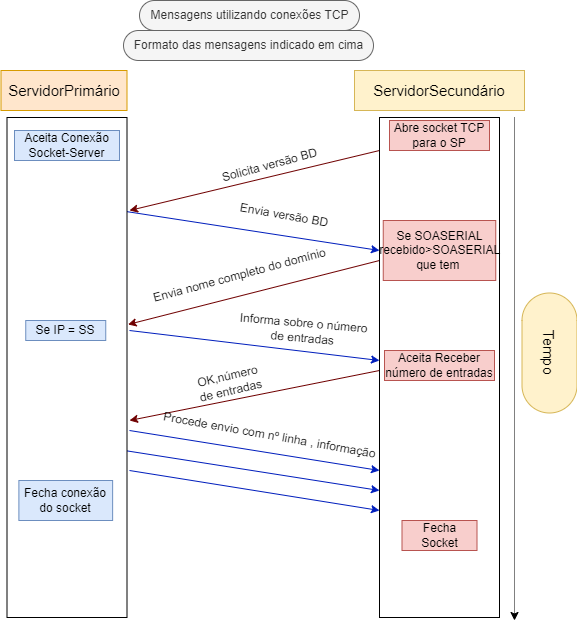 Mensagens utilizando conexões TCP
Formato das mensagens indicado em cima
ServidorPrimário
ServidorSecundário
Aceita Conexão
Socket-Server
Abre socket TCP
para o SP
Solicita versão BD
Envia versão BD
Se SOASERIAL
recebido>SOASERIAL
que tem
Envia nome completo do domínio
Se IP = SS
Informa sobre o número
de entradas
Tempo
Aceita Receber
número de entradas
OK,número
de entradas
Procede envio com nº linha , informação
Fecha conexão
do socket
Fecha
Socket